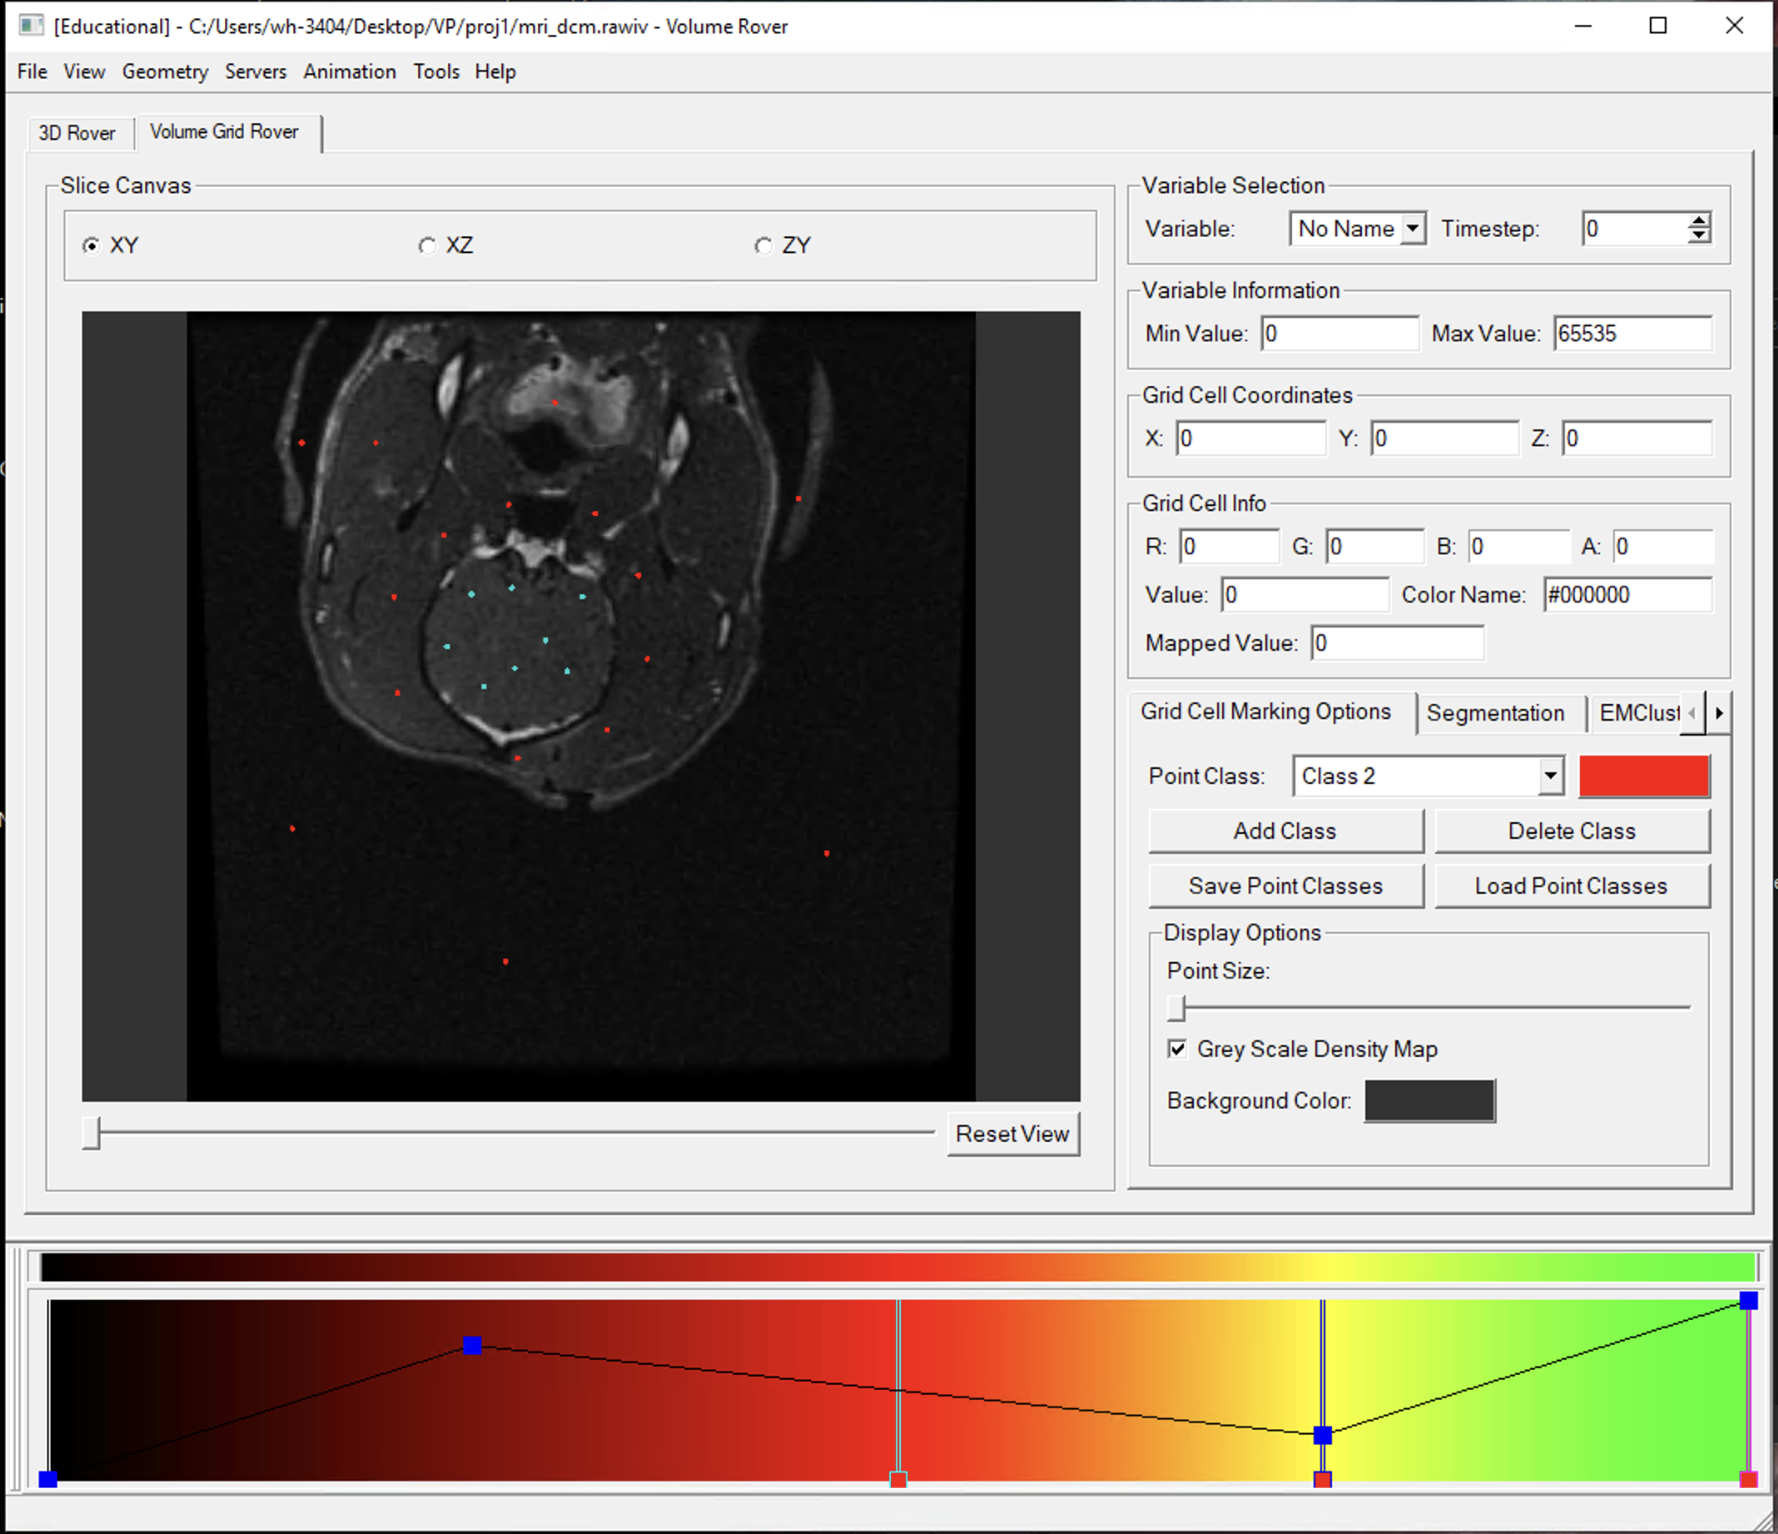 [Educational] - C:/Users/wh-3404/Desktop/VP/proj1/mri_dcm.rawiv - Volume Rover
File View Geometry Servers Animation Tools Help
3D Rover Volume Grid Rover
Slice Canvas
XY XZ ZY
Reset View
Variable Selection
Variable: No Name Timestep: 0
Variable Information
Min Value: 0 Max Value: 65535
Grid Cell Coordinates
X: 0 Y: 0 Z: 0
Grid Cell Info
R: 0 G: 0 B: 0 A: 0
Value: 0 Color Name: #000000
Mapped Value: 0
Grid Cell Marking Options Segmentation EMClust
Point Class: Class 2
Add Class Delete Class
Save Point Classes Load Point Classes
Display Options
Point Size:
Grey Scale Density Map
Background Color: